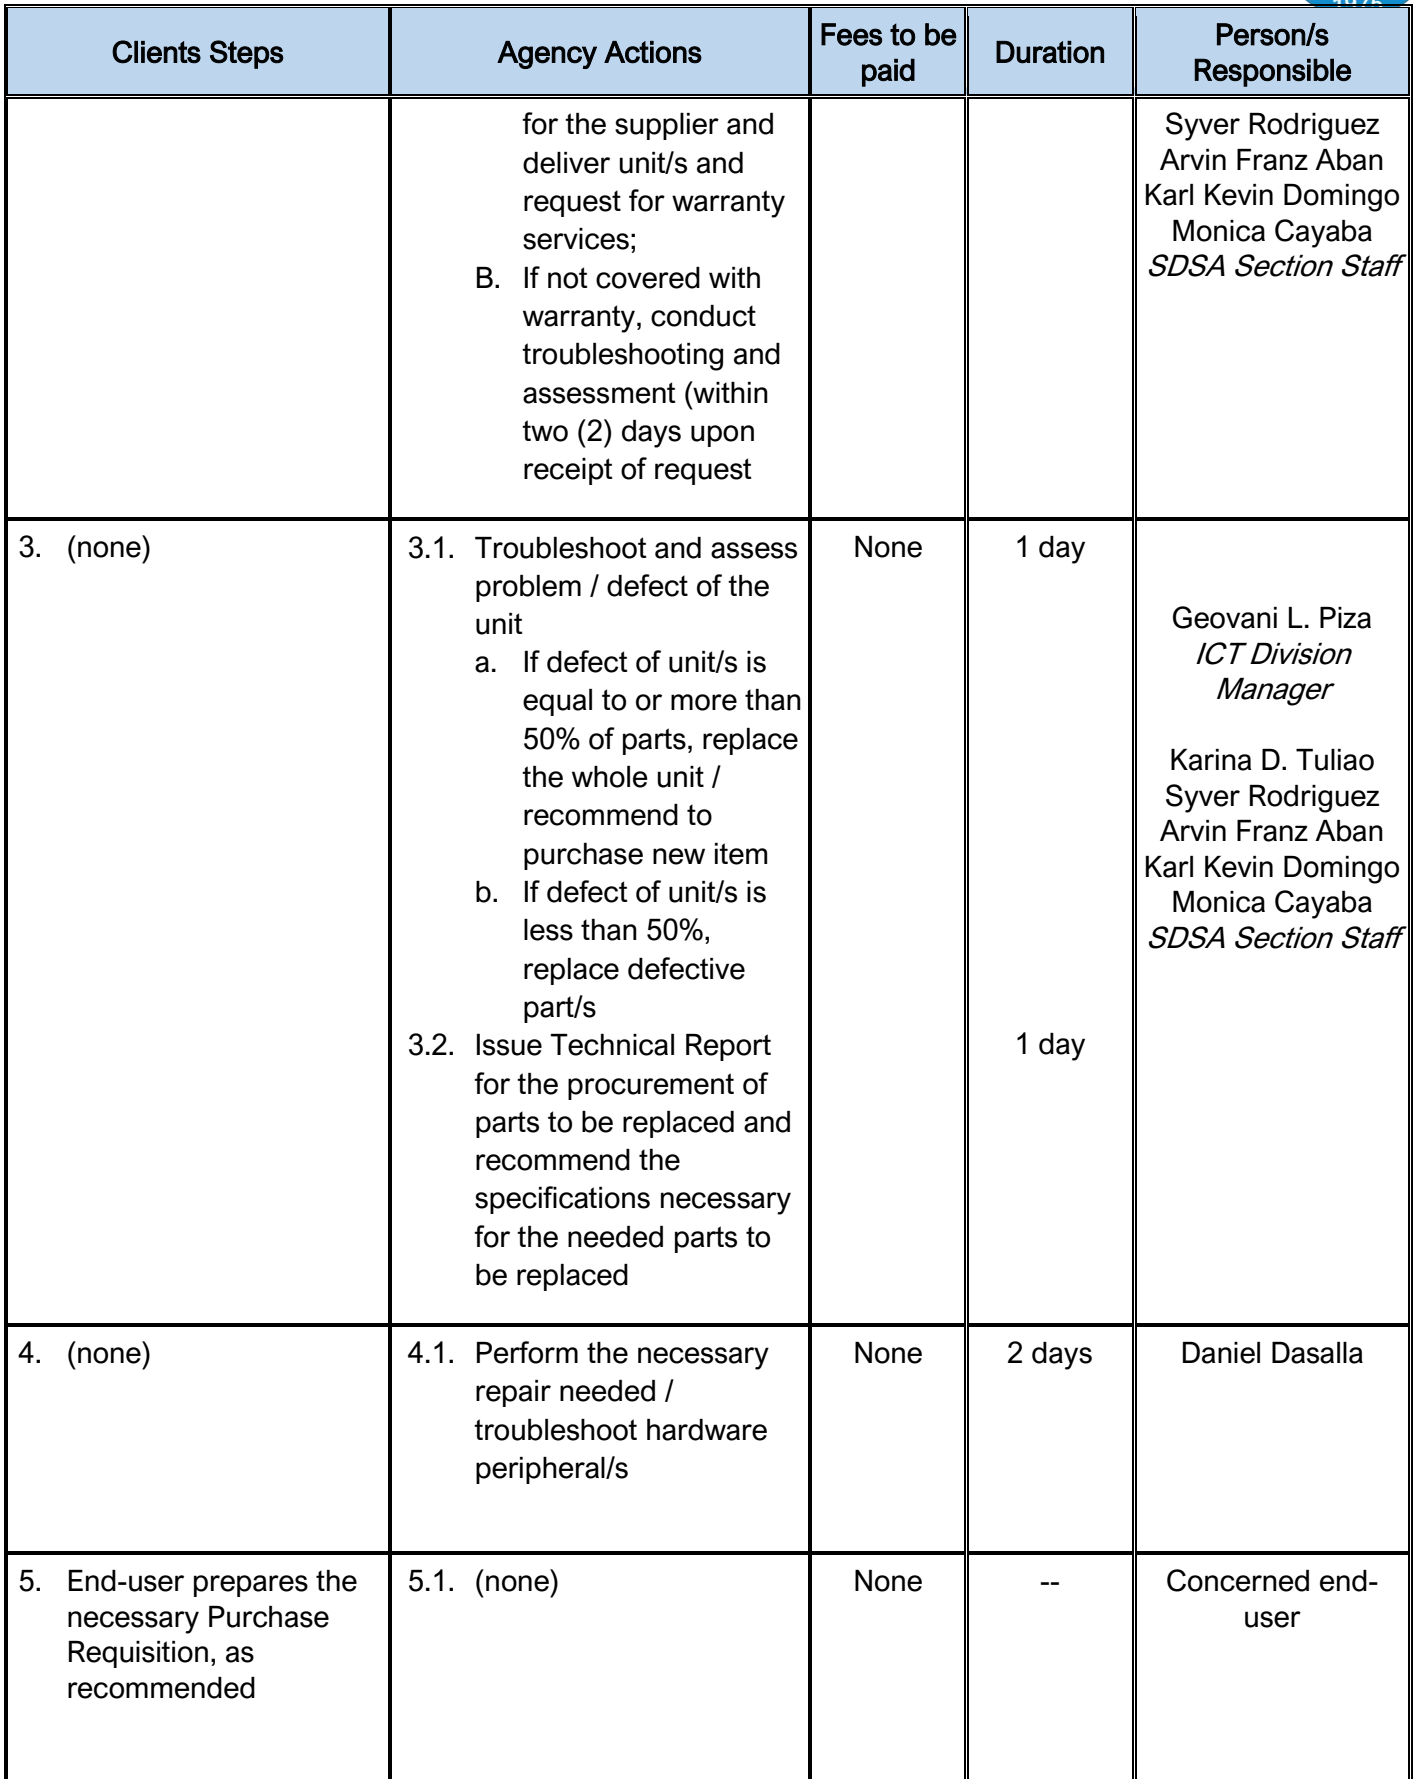 1975
Clients Steps
Agency Actions
Fees to be
paid
Duration
Person/s
Responsible
for the supplier and
deliver unit/s and
request for warranty
services;
B. If not covered with
warranty, conduct
troubleshooting and
assessment (within
two (2) days upon
receipt of request
Syver Rodriguez
Arvin Franz Aban
Karl Kevin Domingo
Monica Cayaba
SDSA Section Staff
3. (none)
3.1. Troubleshoot and assess
problem / defect of the
unit
a. If defect of unit/s is
equal to or more than
50% of parts, replace
the whole unit /
recommend to
purchase new item
b. If defect of unit/s is
less than 50%,
replace defective
part/s
3.2. Issue Technical Report
for the procurement of
parts to be replaced and
recommend the
specifications necessary
for the needed parts to
be replaced
None
1 day
1 day
Geovani L. Piza
ICT Division
Manager
Karina D. Tuliao
Syver Rodriguez
Arvin Franz Aban
Karl Kevin Domingo
Monica Cayaba
SDSA Section Staff
4. (none)
4.1. Perform the necessary
repair needed /
troubleshoot hardware
peripheral/s
None
2 days
Daniel Dasalla
5. End-user prepares the
necessary Purchase
Requisition, as
recommended
5.1. (none)
None
--
Concerned end-
user